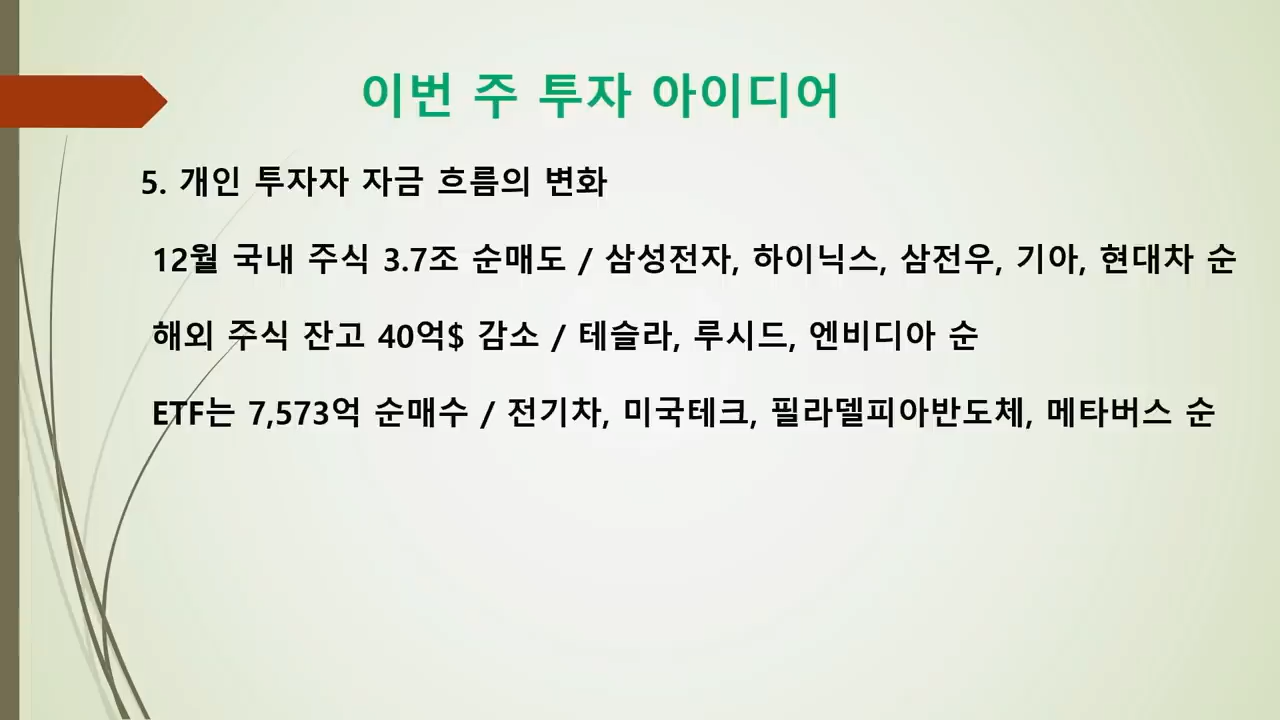 이번 주 투자 아이디어
5. 개인 투자자 자금 흐름의 변화
12월 국내 주식 3.7조 순매도 / 삼성전자, 하이닉스, 삼전우, 기아, 현대차 순
해외 주식 잔고 40억$ 감소 / 테슬라, 루시드, 엔비디아 순
ETF는 7,573억 순매수 / 전기차, 미국테크, 필라델피아반도체, 메타버스 순